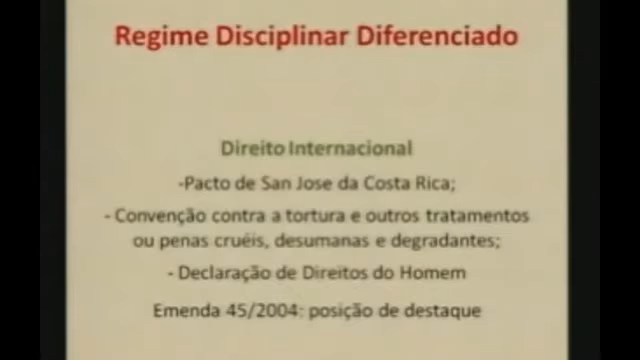 Regime Disciplinar Diferenciado
Direito Internacional
-Pacto de San Jose da Costa Rica;
- Convenção contra a tortura e outros tratamentos
ou penas cruéis, desumanas e degradantes;
- Declaração de Direitos do Homem
Emenda 45/2004: posição de destaque